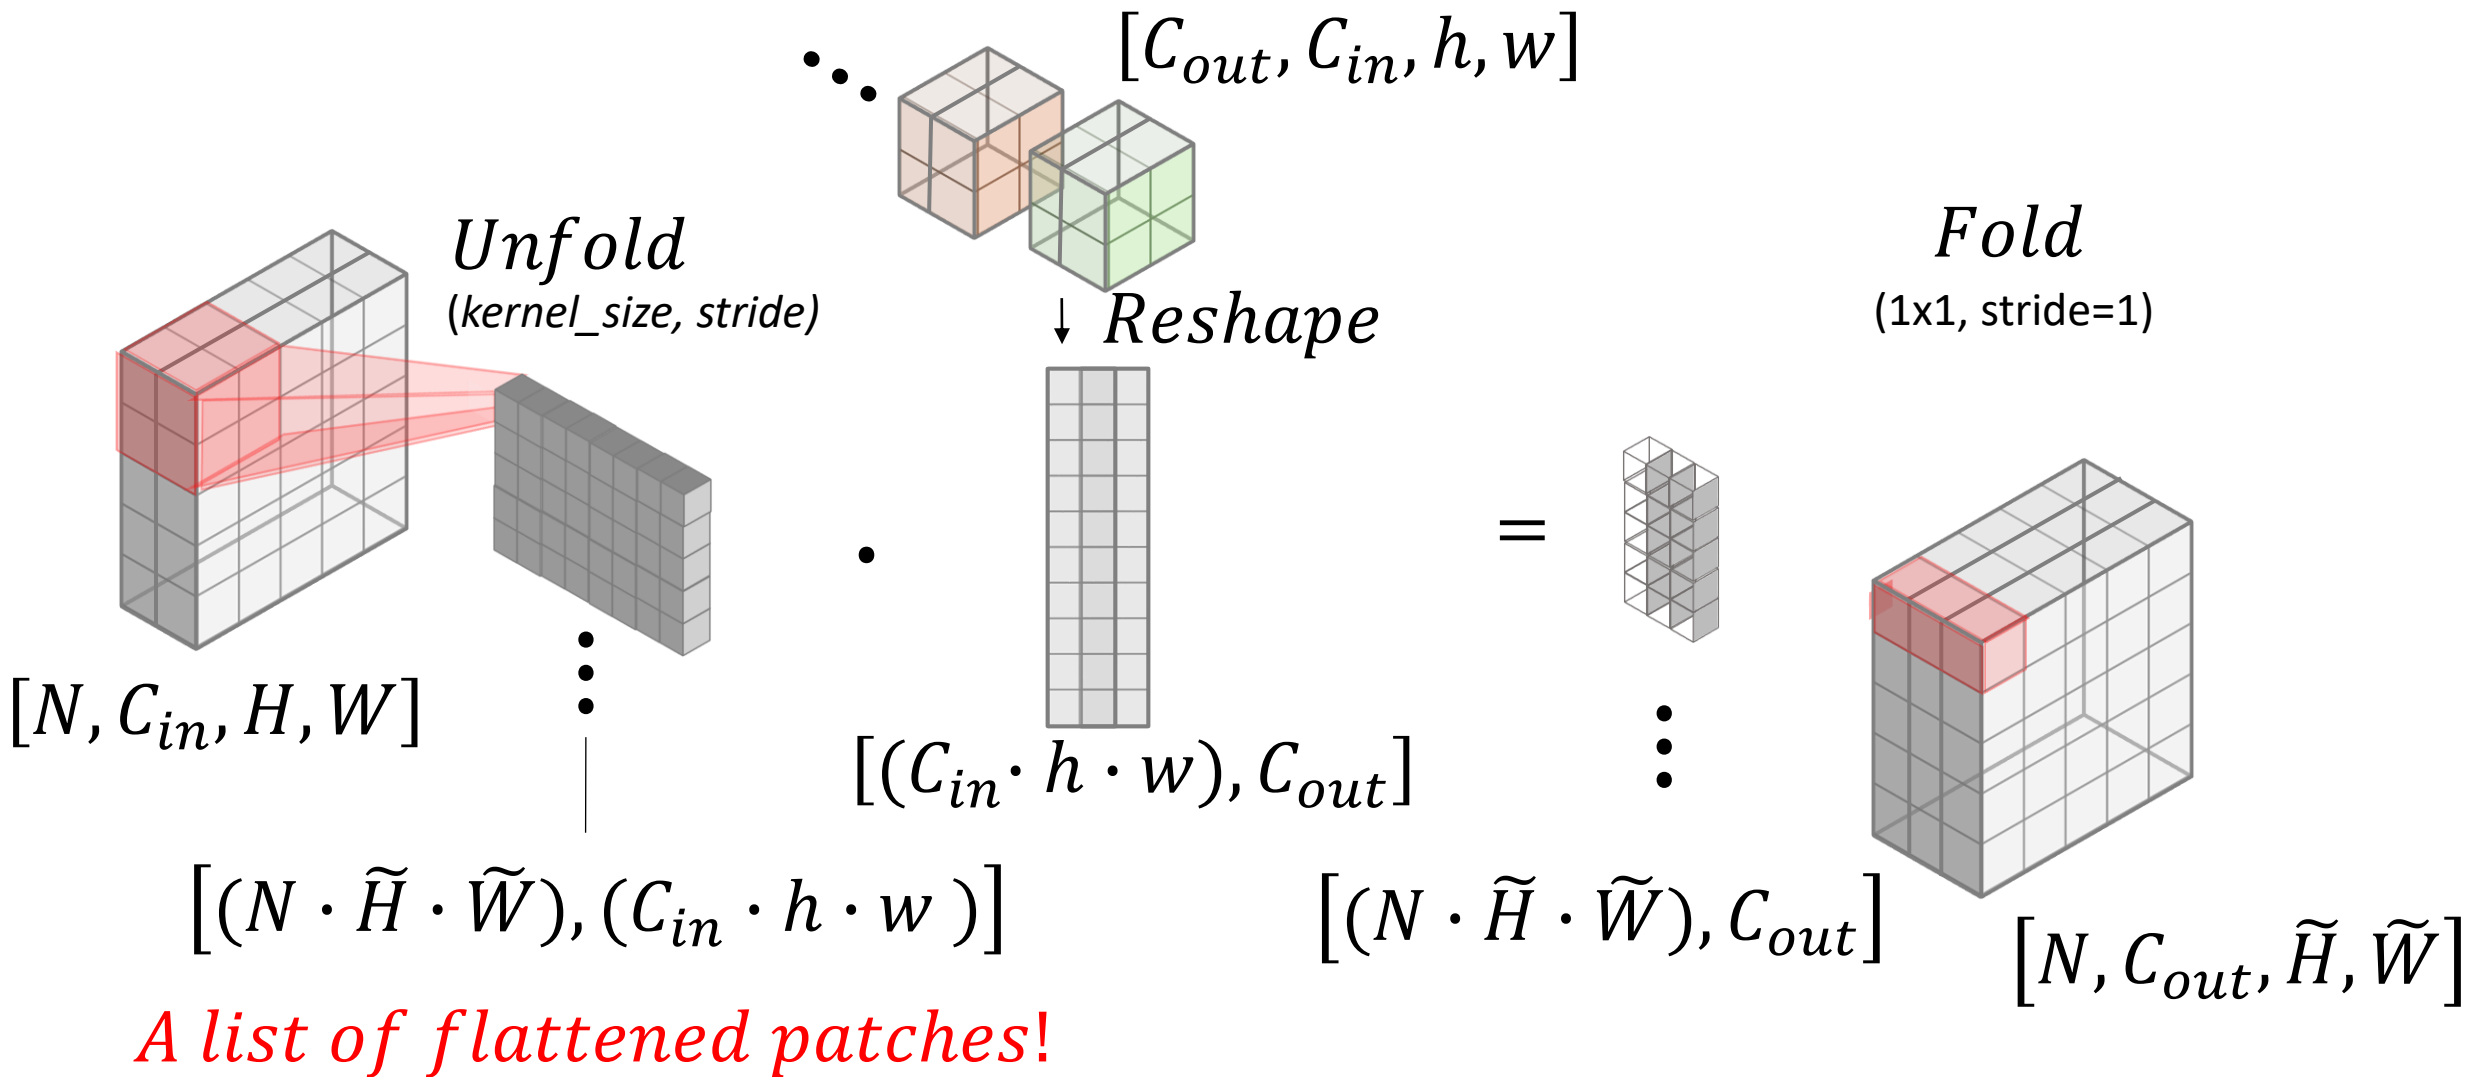 [C_out, C_in, h, w]
Unfold
(kernel_size, stride)
Reshape
Fold
(1x1, stride=1)
·
=
[N, C_in, H, W]
[(C_in · h · w), C_out]
[(N · H̃ · W̃), (C_in · h · w )]
[(N · H̃ · W̃), C_out]
[N, C_out, H̃, W̃]
A list of flattened patches!